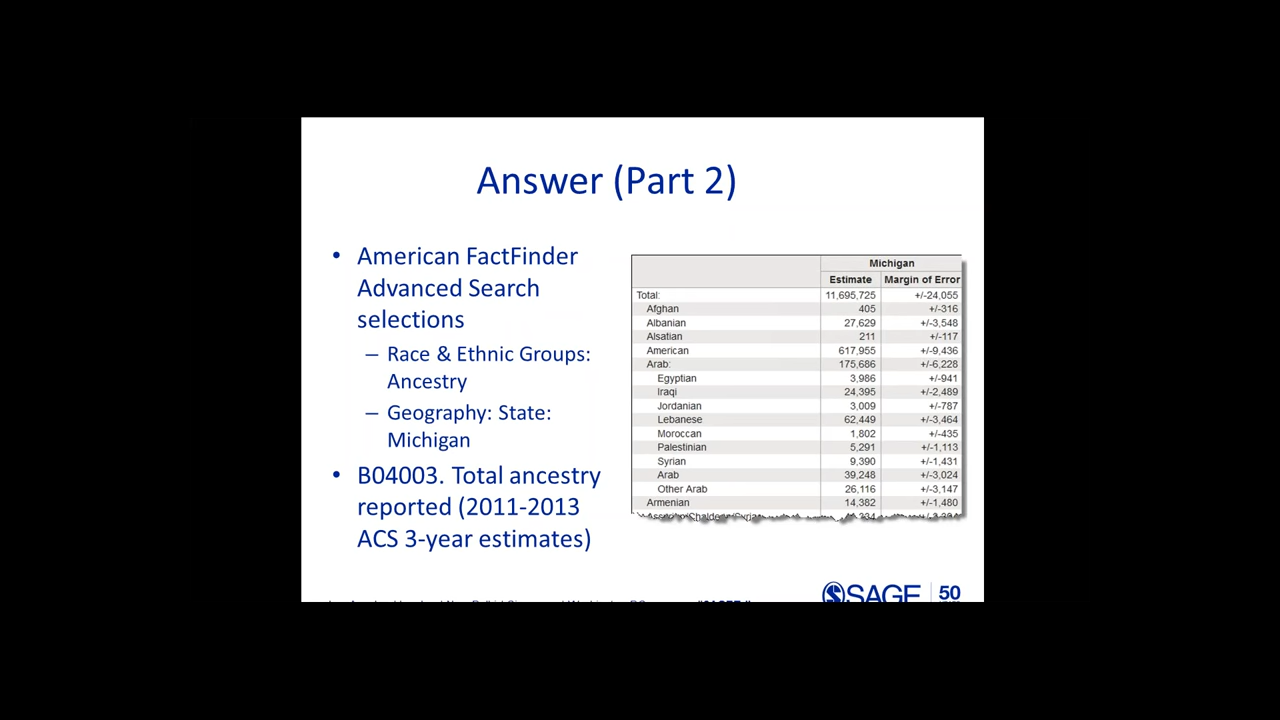 Answer (Part 2)
• American FactFinder
Advanced Search
selections
– Race & Ethnic Groups:
Ancestry
– Geography: State:
Michigan
• B04003. Total ancestry
reported (2011-2013
ACS 3-year estimates)
Michigan
Estimate Margin of Error
Total: 11,695,725 +/-24,055
Afghan 405 +/-316
Albanian 27,629 +/-3,548
Alsatian 211 +/-117
American 617,955 +/-9,436
Arab: 175,686 +/-6,228
Egyptian 3,986 +/-941
Iraqi 24,395 +/-2,489
Jordanian 3,009 +/-787
Lebanese 62,449 +/-3,464
Moroccan 1,802 +/-435
Palestinian 5,291 +/-1,113
Syrian 9,390 +/-1,431
Arab 39,248 +/-3,024
Other Arab 26,116 +/-3,147
Armenian 14,382 +/-1,480
SAGE 50